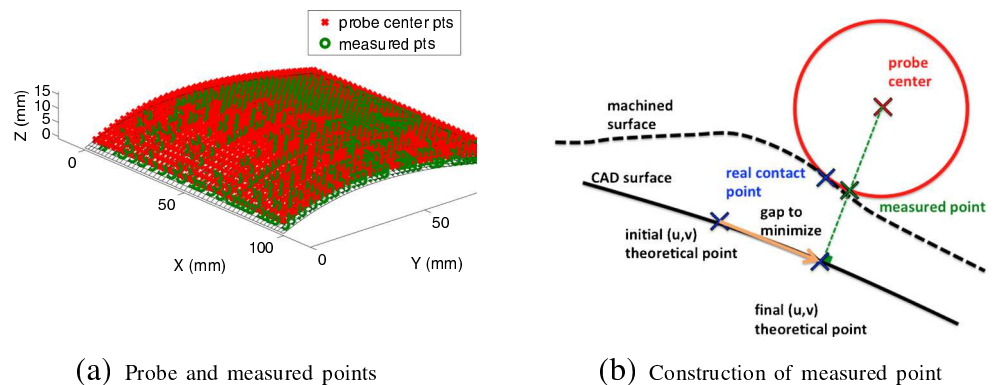 probe center pts
measured pts
Z (mm)
15
10
5
0
0
50
100
X (mm)
0
50
Y (mm)
(a) Probe and measured points
probe
center
machined
surface
real contact
point
CAD surface
measured point
gap to
minimize
initial (u,v)
theoretical point
final (u,v)
theoretical point
(b) Construction of measured point